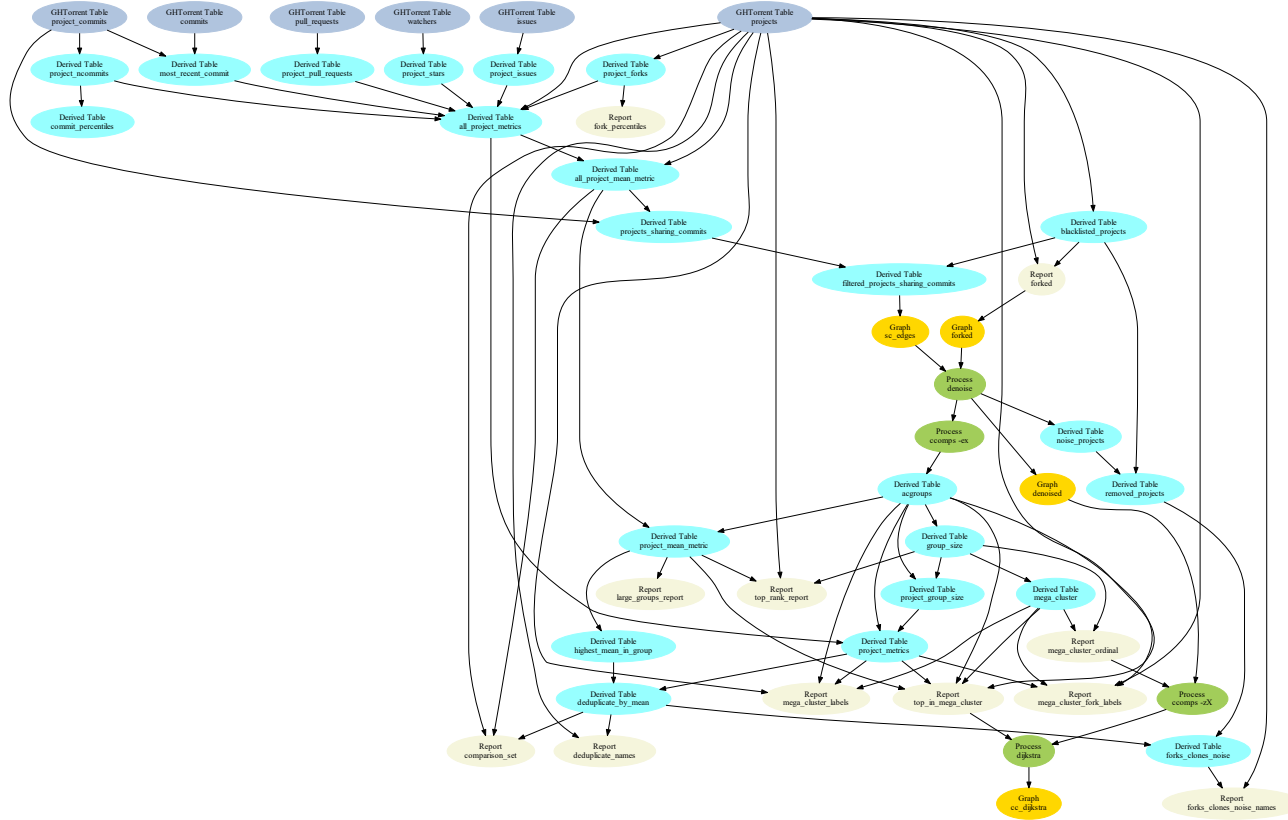 GHTorrent Table
project_commits
GHTorrent Table
commits
GHTorrent Table
pull_requests
GHTorrent Table
watchers
GHTorrent Table
issues
GHTorrent Table
projects
Derived Table
project_ncommits
Derived Table
most_recent_commit
Derived Table
project_pull_requests
Derived Table
project_stars
Derived Table
project_issues
Derived Table
project_forks
Derived Table
commit_percentiles
Derived Table
all_project_metrics
Report
fork_percentiles
Derived Table
all_project_mean_metric
Derived Table
projects_sharing_commits
Derived Table
blacklisted_projects
Derived Table
filtered_projects_sharing_commits
Report
forked
Graph
sc_edges
Graph
forked
Process
denoise
Process
ccomps -ex
Derived Table
noise_projects
Derived Table
acgroups
Graph
denoised
Derived Table
removed_projects
Derived Table
project_mean_metric
Derived Table
group_size
Report
large_groups_report
Report
top_rank_report
Derived Table
project_group_size
Derived Table
mega_cluster
Derived Table
highest_mean_in_group
Derived Table
project_metrics
Report
mega_cluster_ordinal
Derived Table
deduplicate_by_mean
Report
mega_cluster_labels
Report
top_in_mega_cluster
Report
mega_cluster_fork_labels
Process
ccomps -zX
Report
comparison_set
Report
deduplicate_names
Process
dijkstra
Derived Table
forks_clones_noise
Graph
cc_dijkstra
Report
forks_clones_noise_names